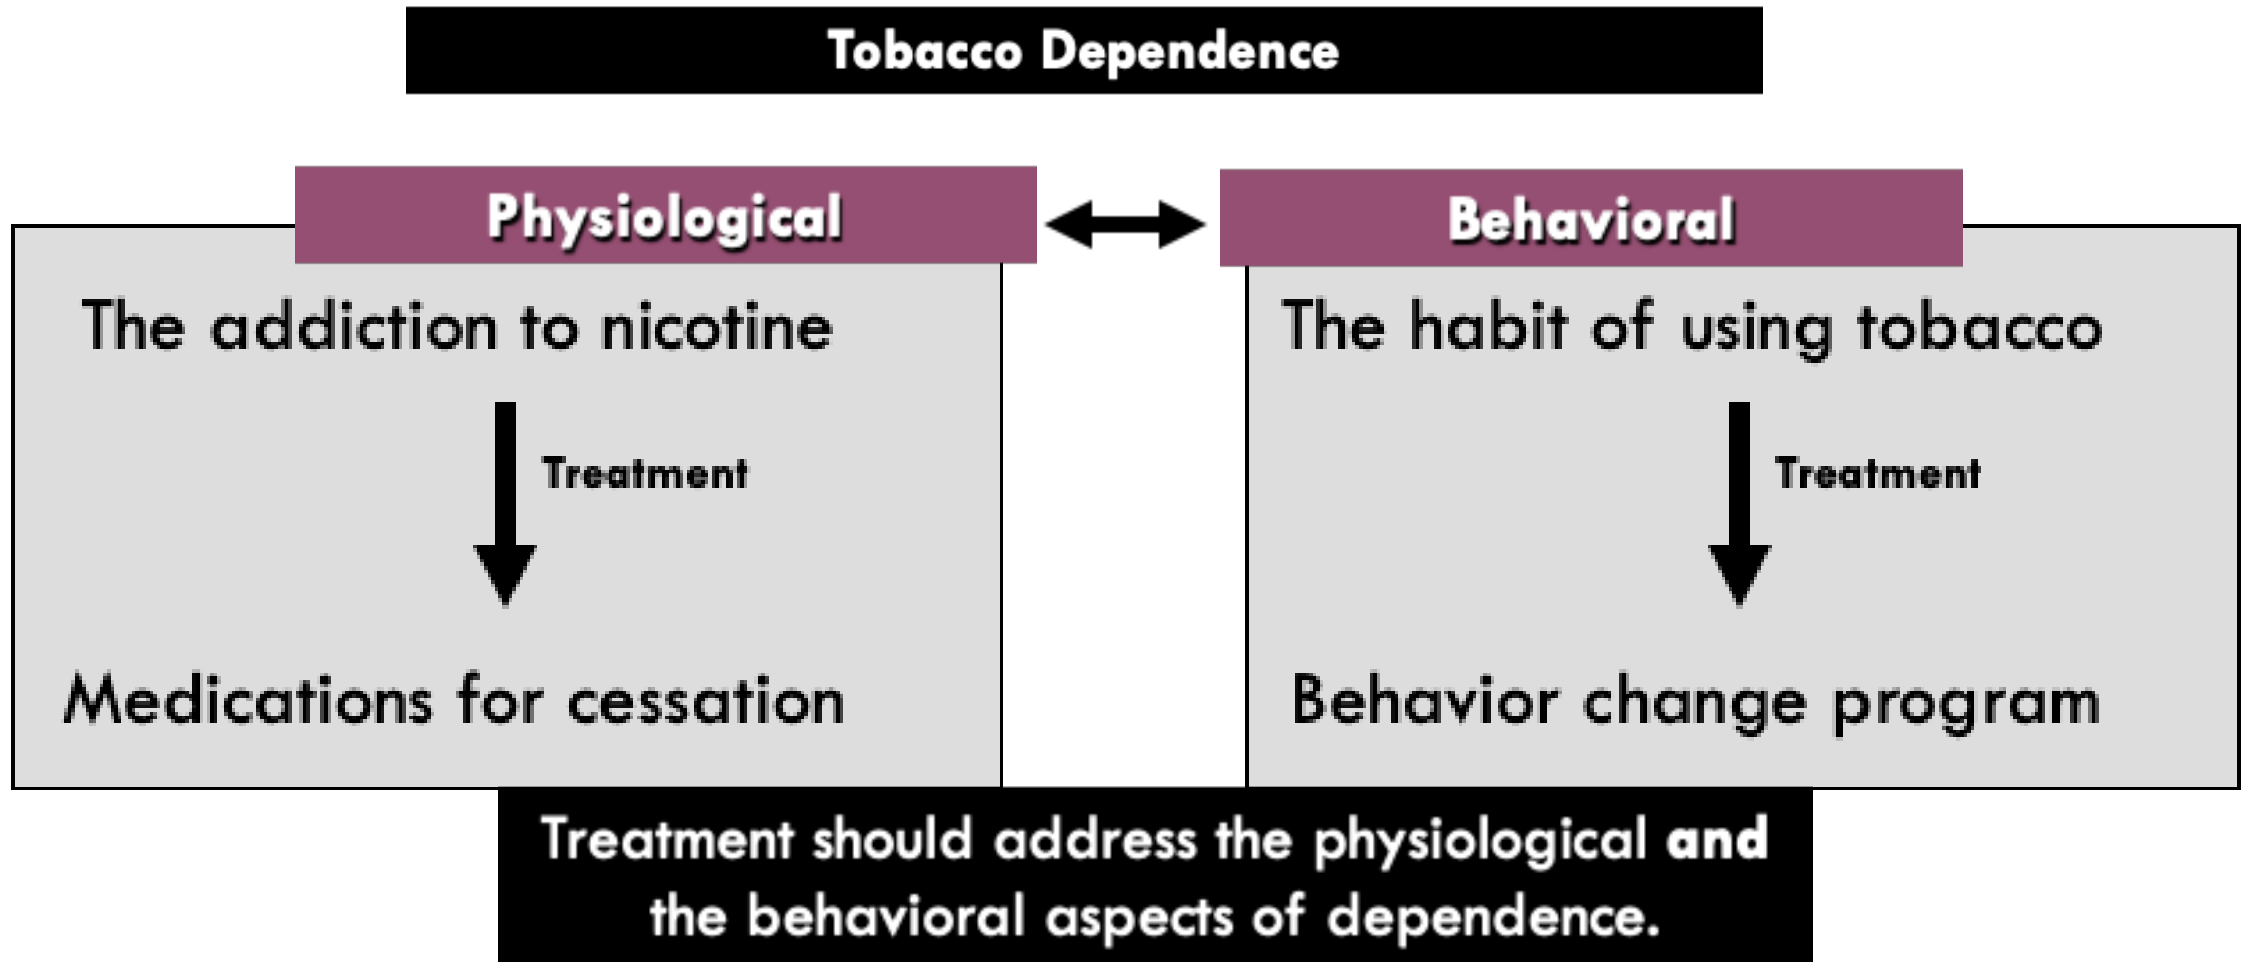 Tobacco Dependence
Physiological
The addiction to nicotine
Treatment
Medications for cessation
Behavioral
The habit of using tobacco
Treatment
Behavior change program
Treatment should address the physiological and
the behavioral aspects of dependence.